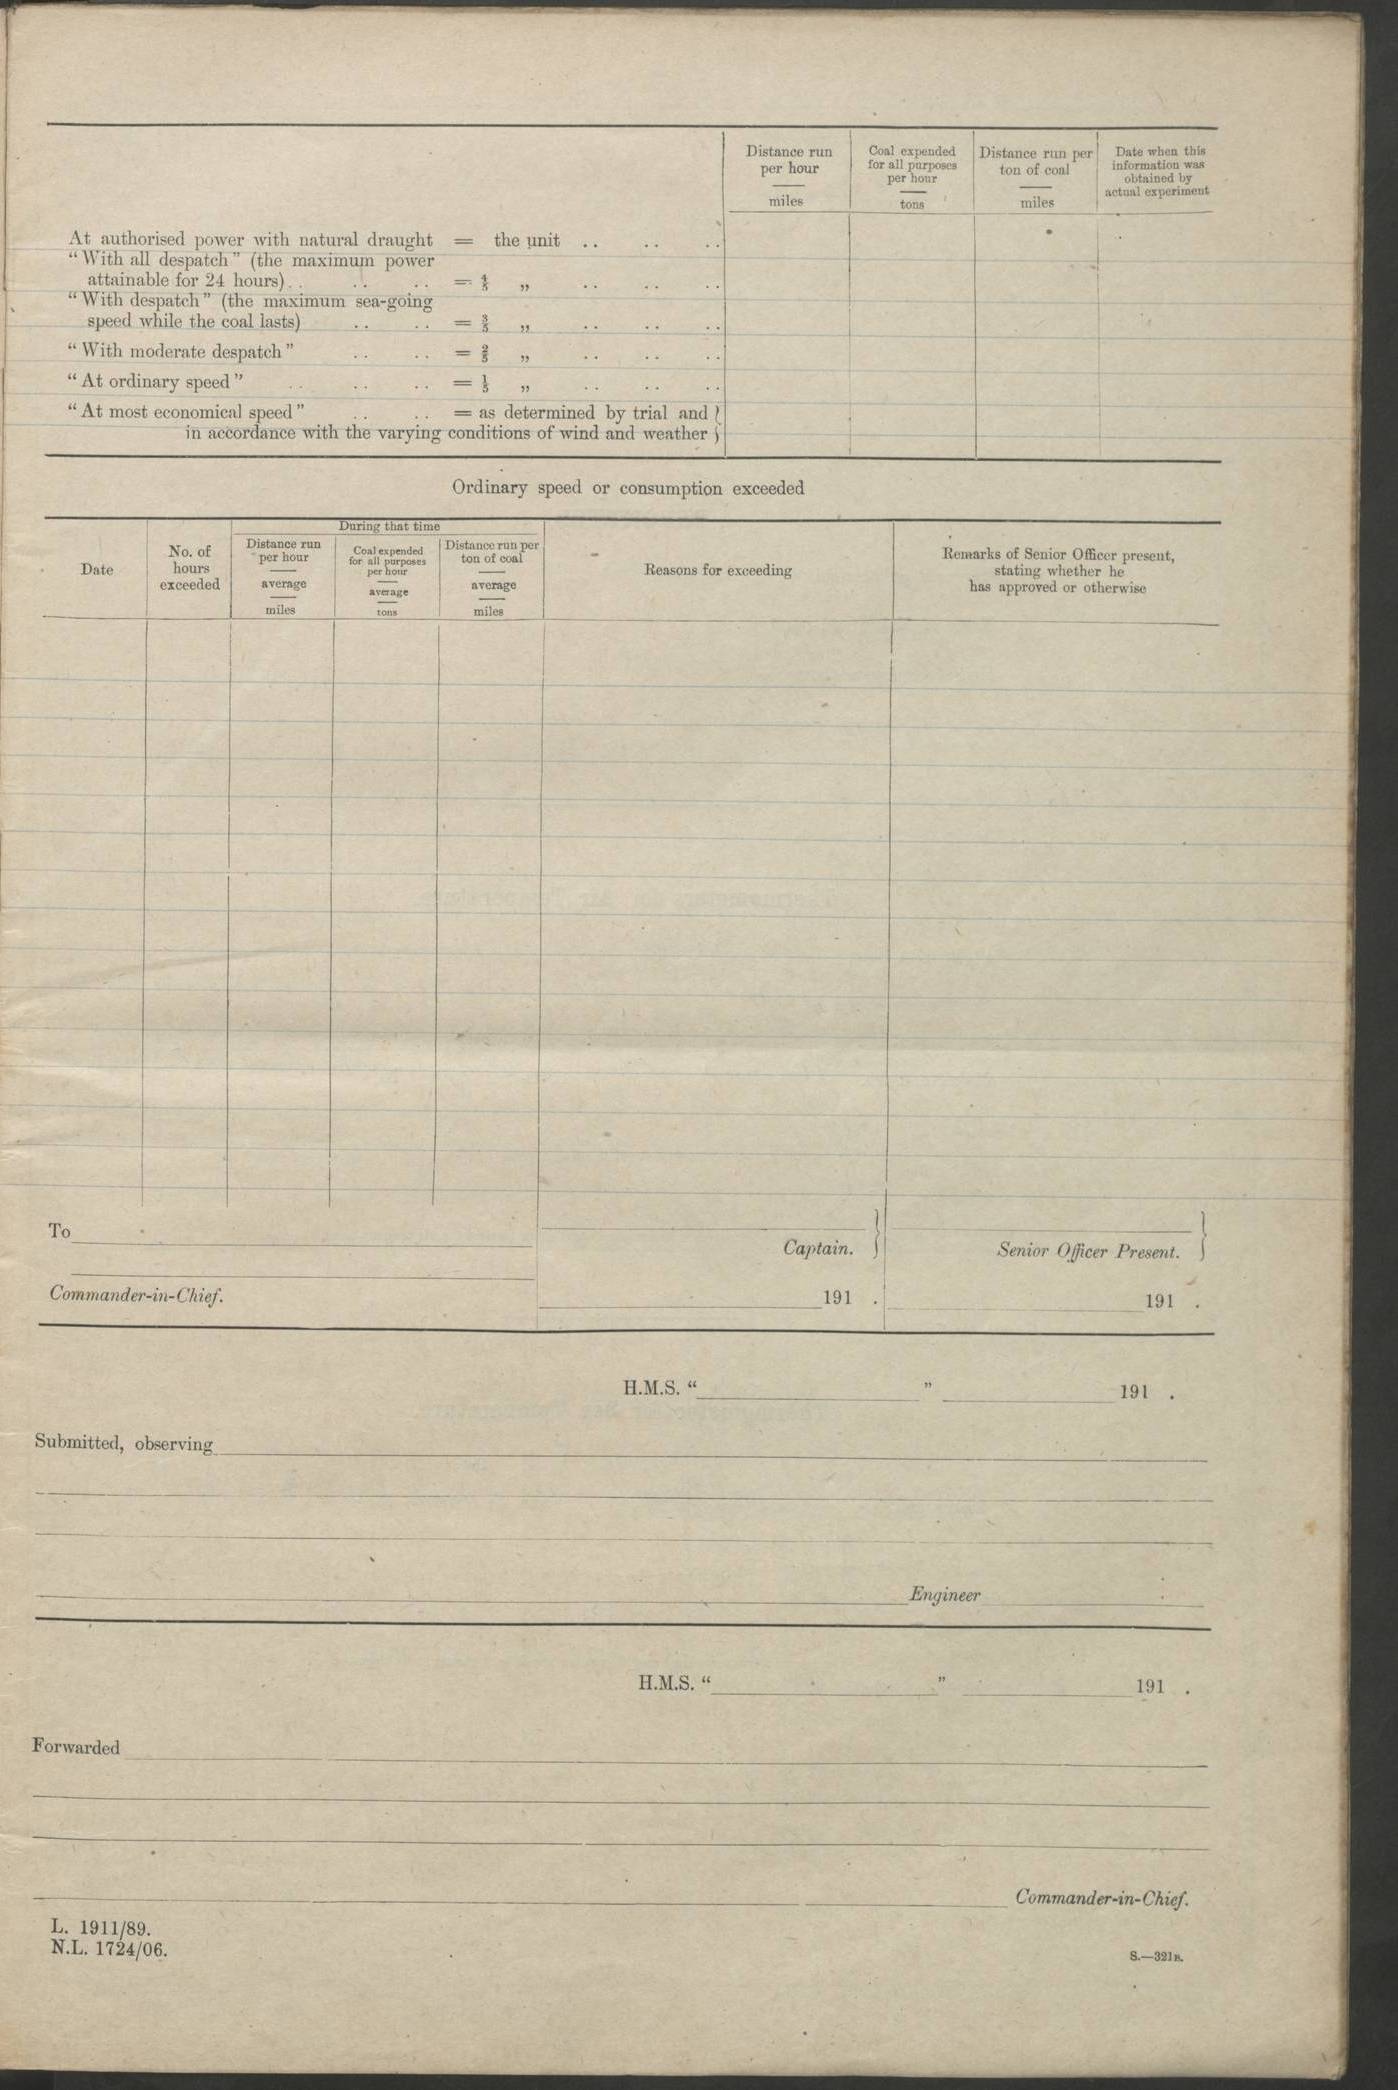 Distance run per hour — miles
Coal expended for all purposes per hour — tons
Distance run per ton of coal — miles
Date when this information was obtained by actual experiment
At authorised power with natural draught = the unit .. .. ..
“With all despatch” (the maximum power
attainable for 24 hours) .. .. .. = ⅘ „ .. .. ..
“With despatch” (the maximum sea-going
speed while the coal lasts) .. .. = ⅗ „ .. .. ..
“With moderate despatch” .. .. = ⅖ „ .. .. ..
“At ordinary speed” .. .. .. = ⅕ „ .. .. ..
“At most economical speed” .. .. = as determined by trial and }
in accordance with the varying conditions of wind and weather }
Ordinary speed or consumption exceeded
Date
No. of hours exceeded
During that time
Distance run per hour — average — miles
Coal expended for all purposes per hour — average — tons
Distance run per ton of coal — average — miles
Reasons for exceeding
Remarks of Senior Officer present, stating whether he has approved or otherwise
To
Captain. }
Senior Officer Present. }
Commander-in-Chief.
191 .
191 .
H.M.S. “ ” 191 .
Submitted, observing
Engineer
H.M.S. “ ” 191 .
Forwarded
Commander-in-Chief.
L. 1911/89.
N.L. 1724/06.
S.—321B.